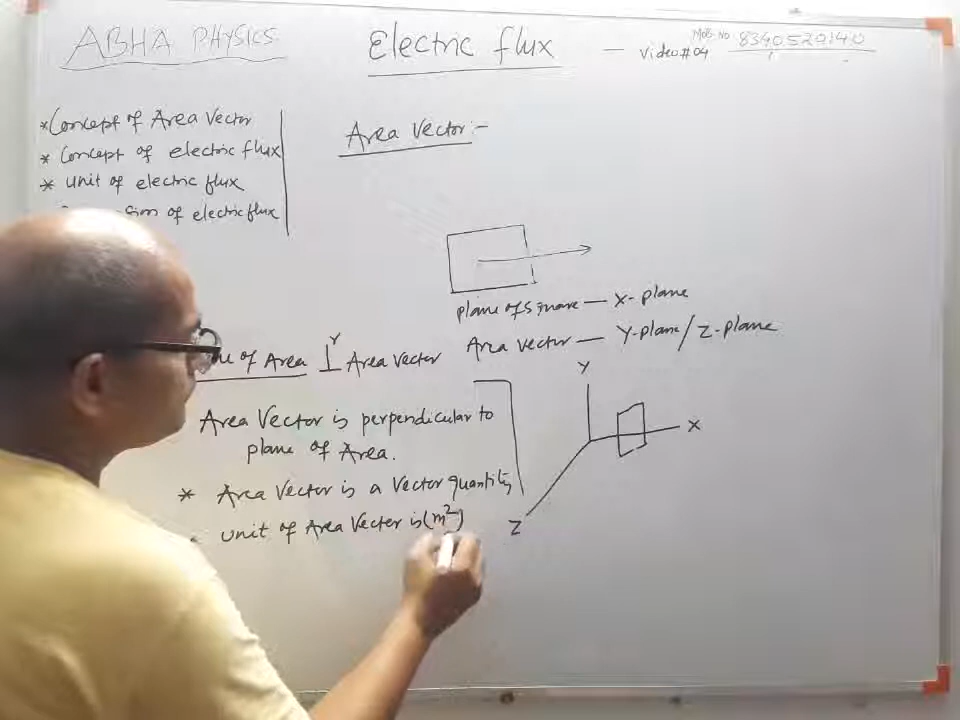 ABHA PHYSICS
Electric flux — Video#04
Mob-No 8340520140
*Concept of Area Vector
* Concept of electric flux
* Unit of electric flux
of electric flux
Area Vector:-
plane of square — X-plane
Area vector — Y-plane/Z-plane
of Area ⊥ Area Vector
Area Vector is perpendicular to
plane of Area.
* Area Vector is a Vector quantity
unit of Area Vector is (m²)
Y
X
Z